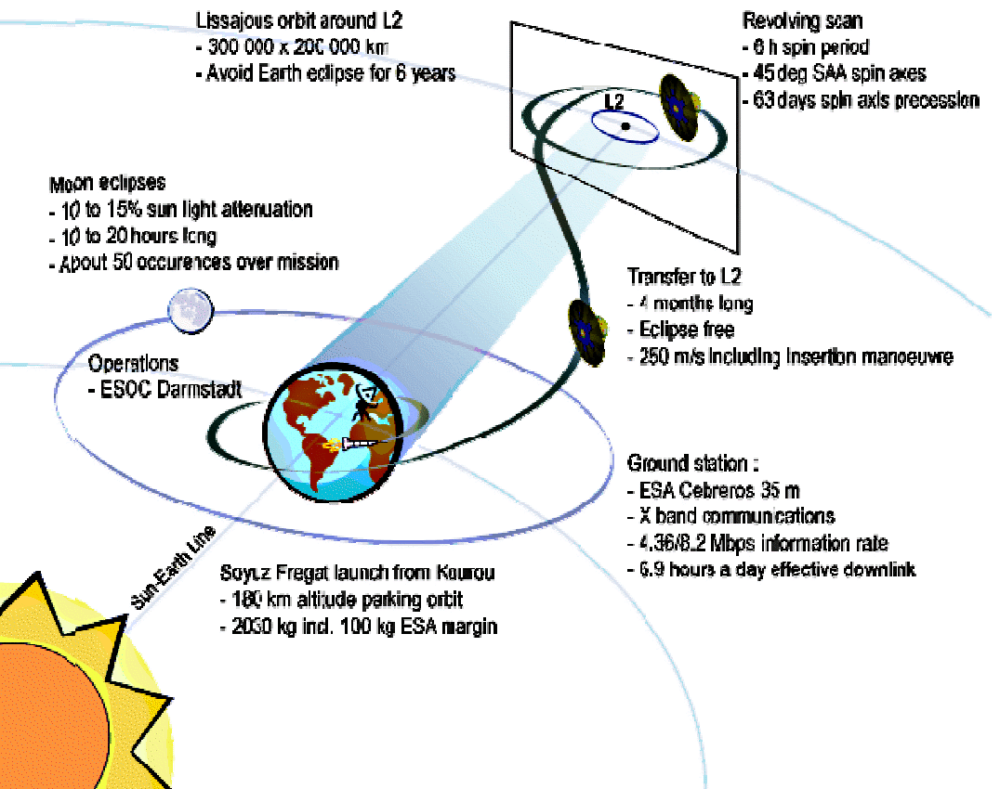 Lissajous orbit around L2
- 300 000 x 200 000 km
- Avoid Earth eclipse for 6 years
Revolving scan
- 6 h spin period
- 45 deg SAA spin axes
- 63 days spin axis precession
L2
Moon eclipses
- 10 to 15% sun light attenuation
- 10 to 20 hours long
- About 50 occurences over mission
Transfer to L2
- 4 months long
- Eclipse free
- 250 m/s including insertion manoeuvre
Operations
- ESOC Darmstadt
Ground station :
- ESA Cebreros 35 m
- X band communications
- 4.36/8.2 Mbps information rate
- 6.9 hours a day effective downlink
Sun-Earth Line
Soyuz Fregat launch from Kourou
- 180 km altitude parking orbit
- 2030 kg incl. 100 kg ESA margin